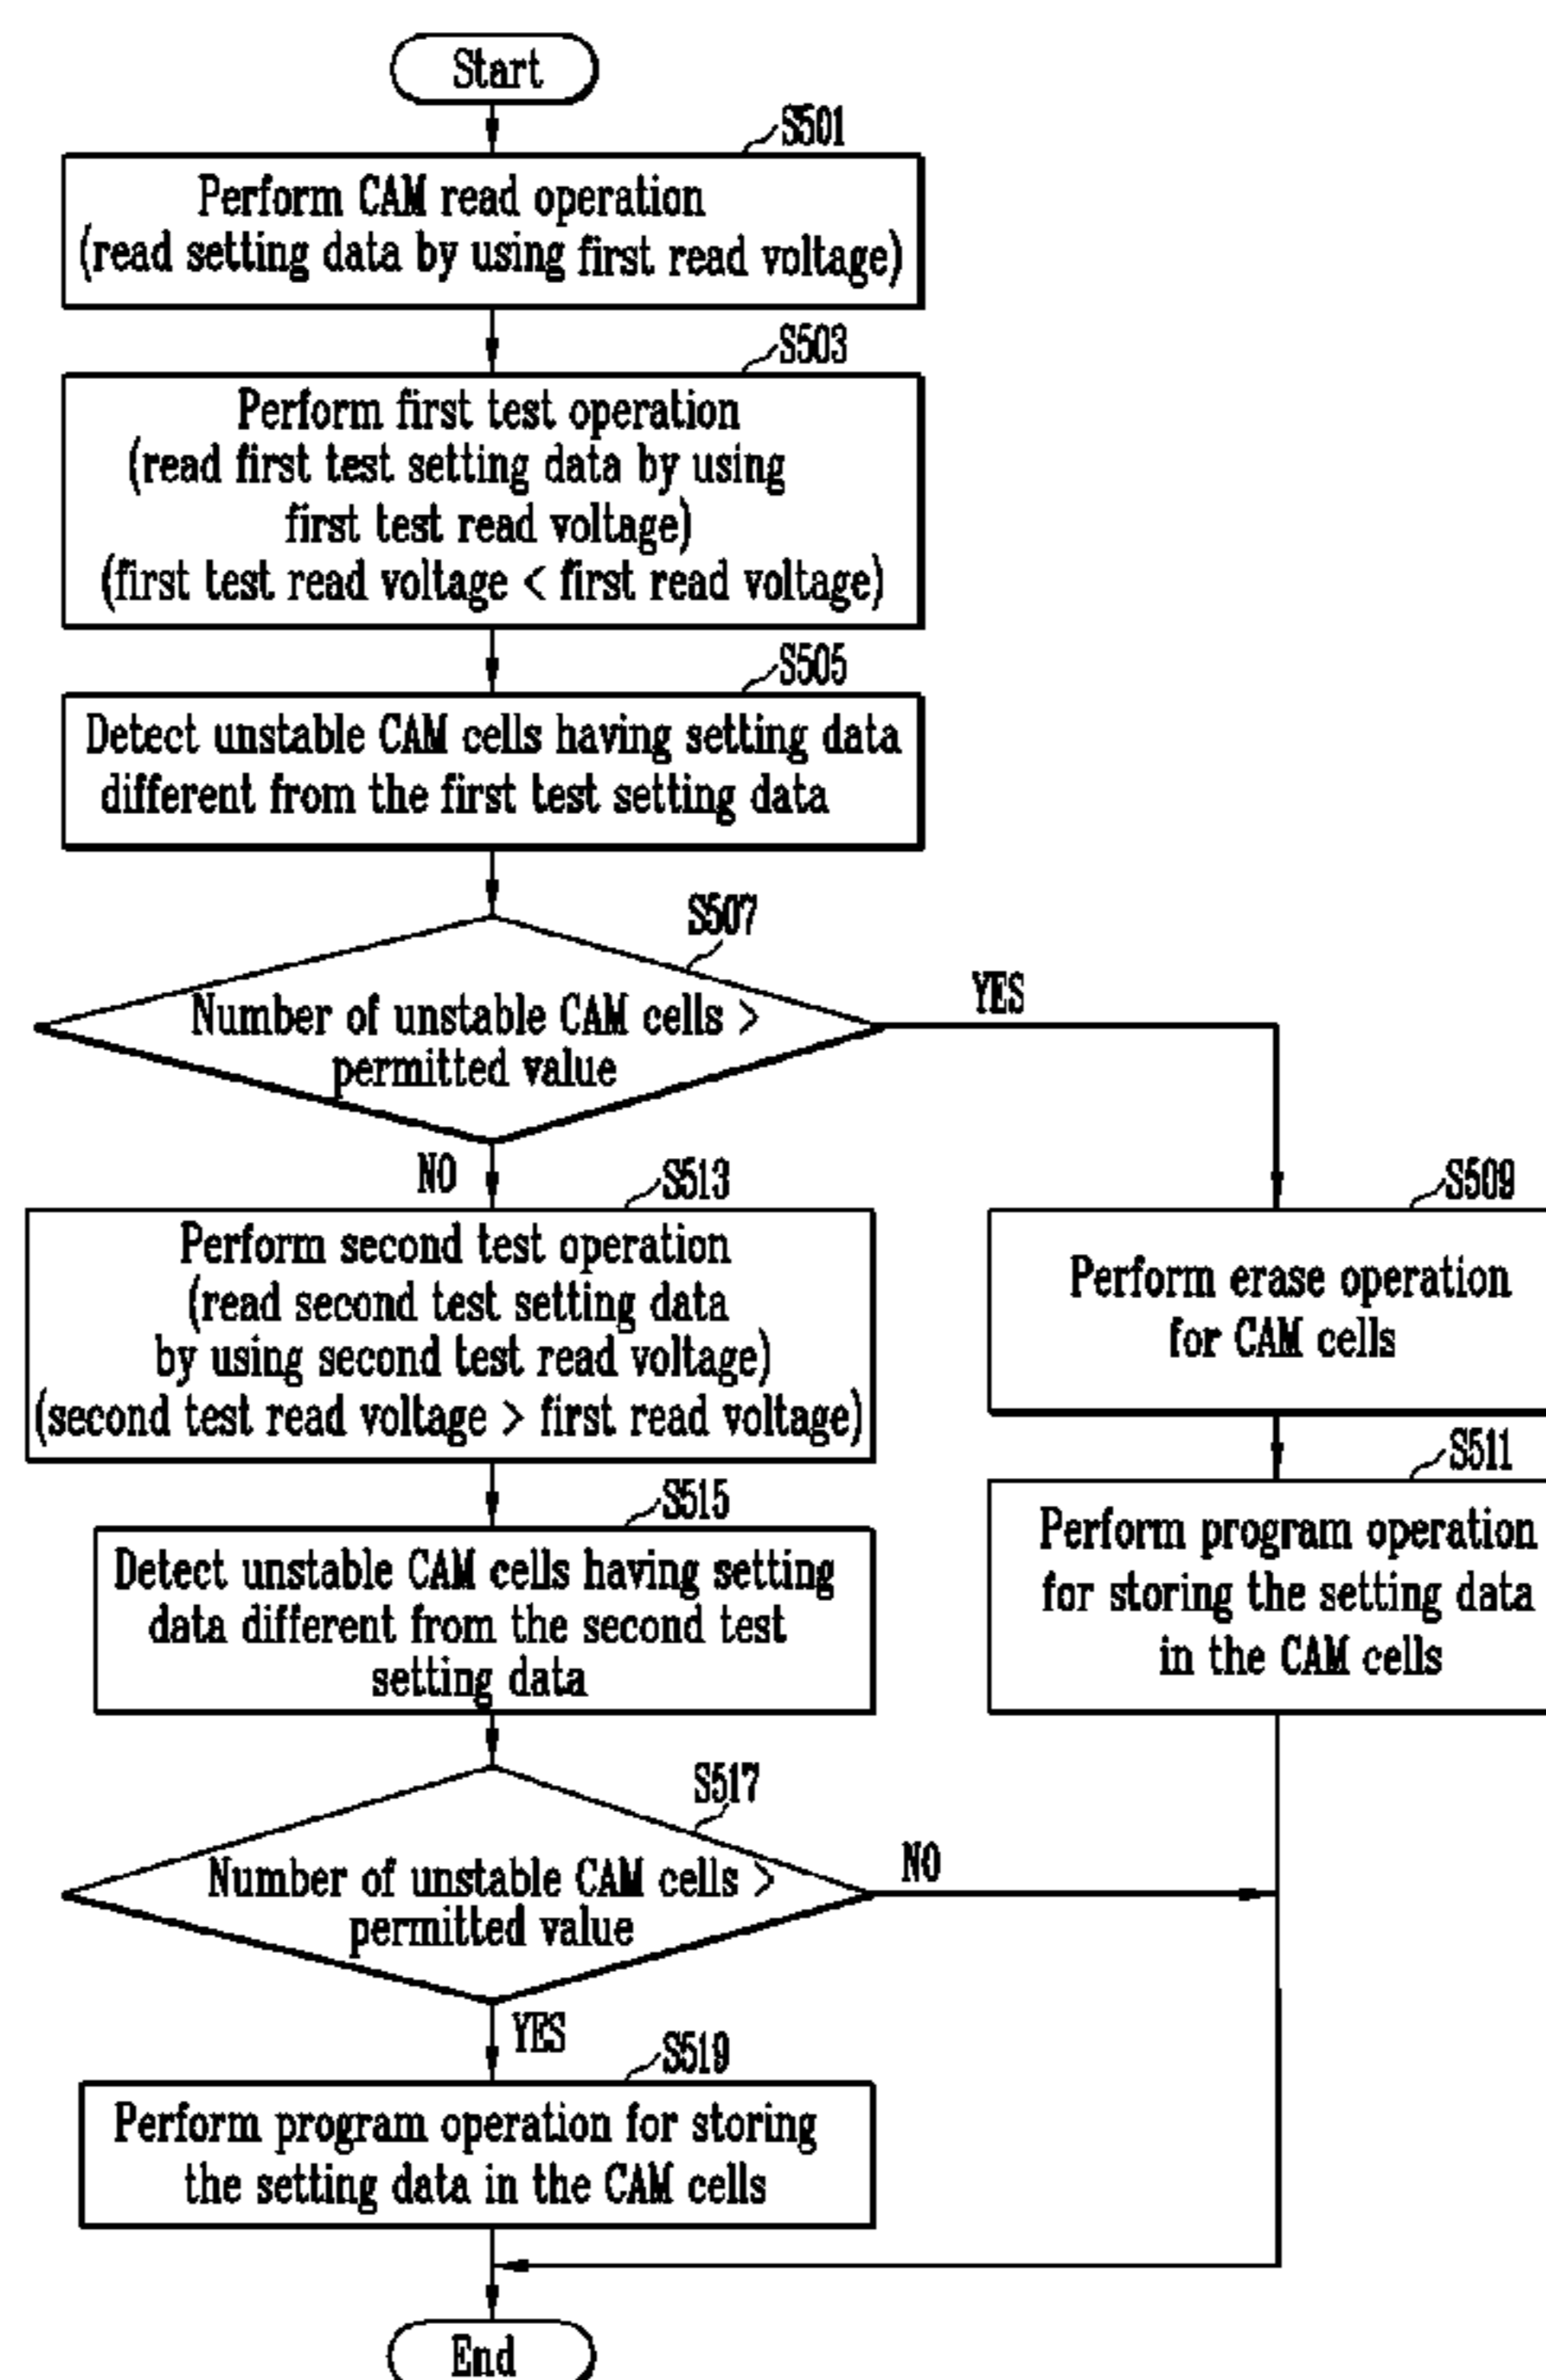 Start
S501
Perform CAM read operation
(read setting data by using first read voltage)
S503
Perform first test operation
(read first test setting data by using
first test read voltage)
(first test read voltage < first read voltage)
S505
Detect unstable CAM cells having setting data
different from the first test setting data
S507
Number of unstable CAM cells >
permitted value
YES
NO
S513
Perform second test operation
(read second test setting data
by using second test read voltage)
(second test read voltage > first read voltage)
S509
Perform erase operation
for CAM cells
S511
Perform program operation
for storing the setting data
in the CAM cells
S515
Detect unstable CAM cells having setting
data different from the second test
setting data
S517
Number of unstable CAM cells >
permitted value
NO
YES
S519
Perform program operation for storing
the setting data in the CAM cells
End